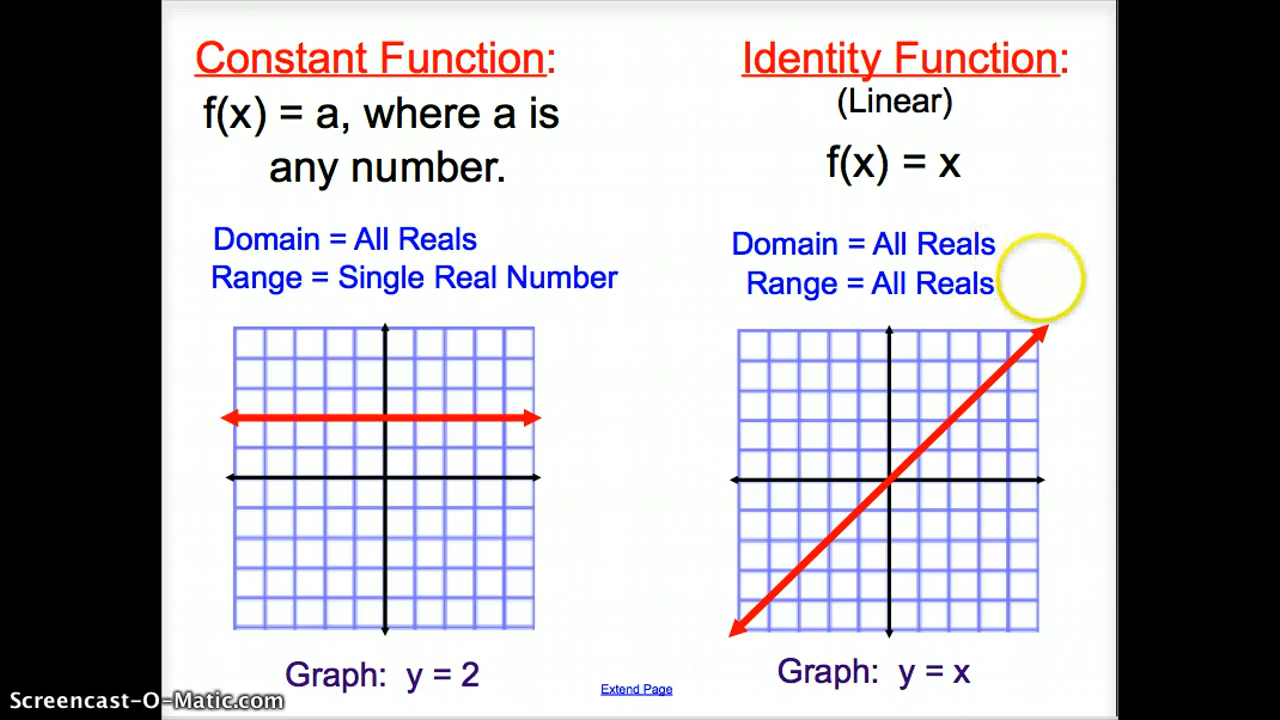 Constant Function:
f(x) = a, where a is
any number.
Domain = All Reals
Range = Single Real Number
Graph: y = 2
Identity Function:
(Linear)
f(x) = x
Domain = All Reals
Range = All Reals
Graph: y = x
Extend Page
Screencast-O-Matic.com